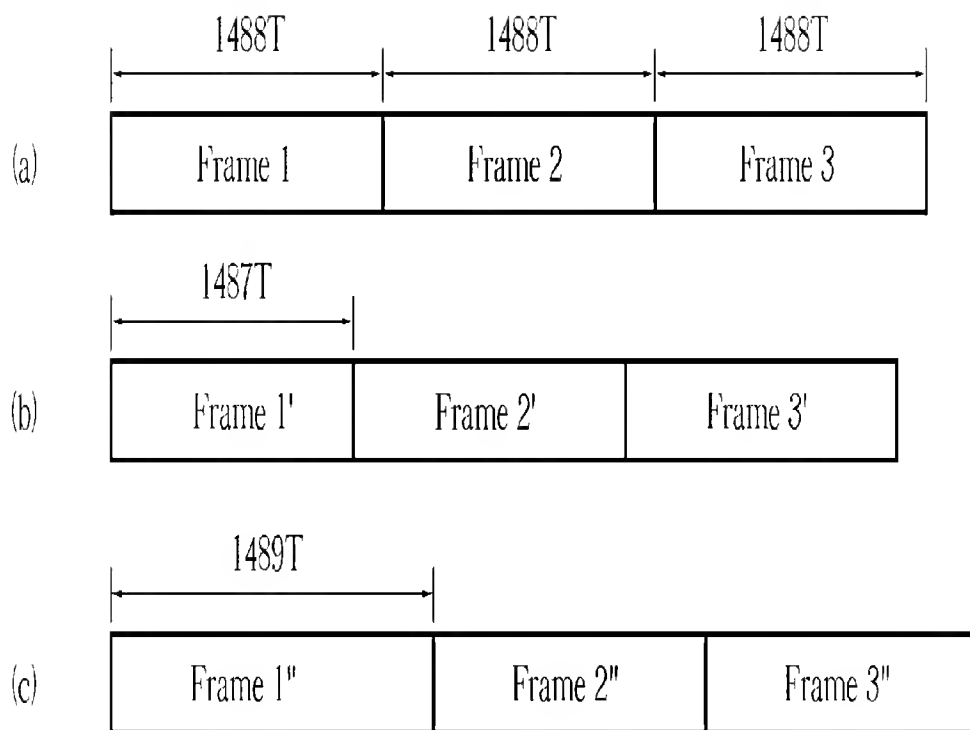 1488T 1488T 1488T
(a) Frame 1 Frame 2 Frame 3
1487T
(b) Frame 1' Frame 2' Frame 3'
1489T
(c) Frame 1" Frame 2" Frame 3"